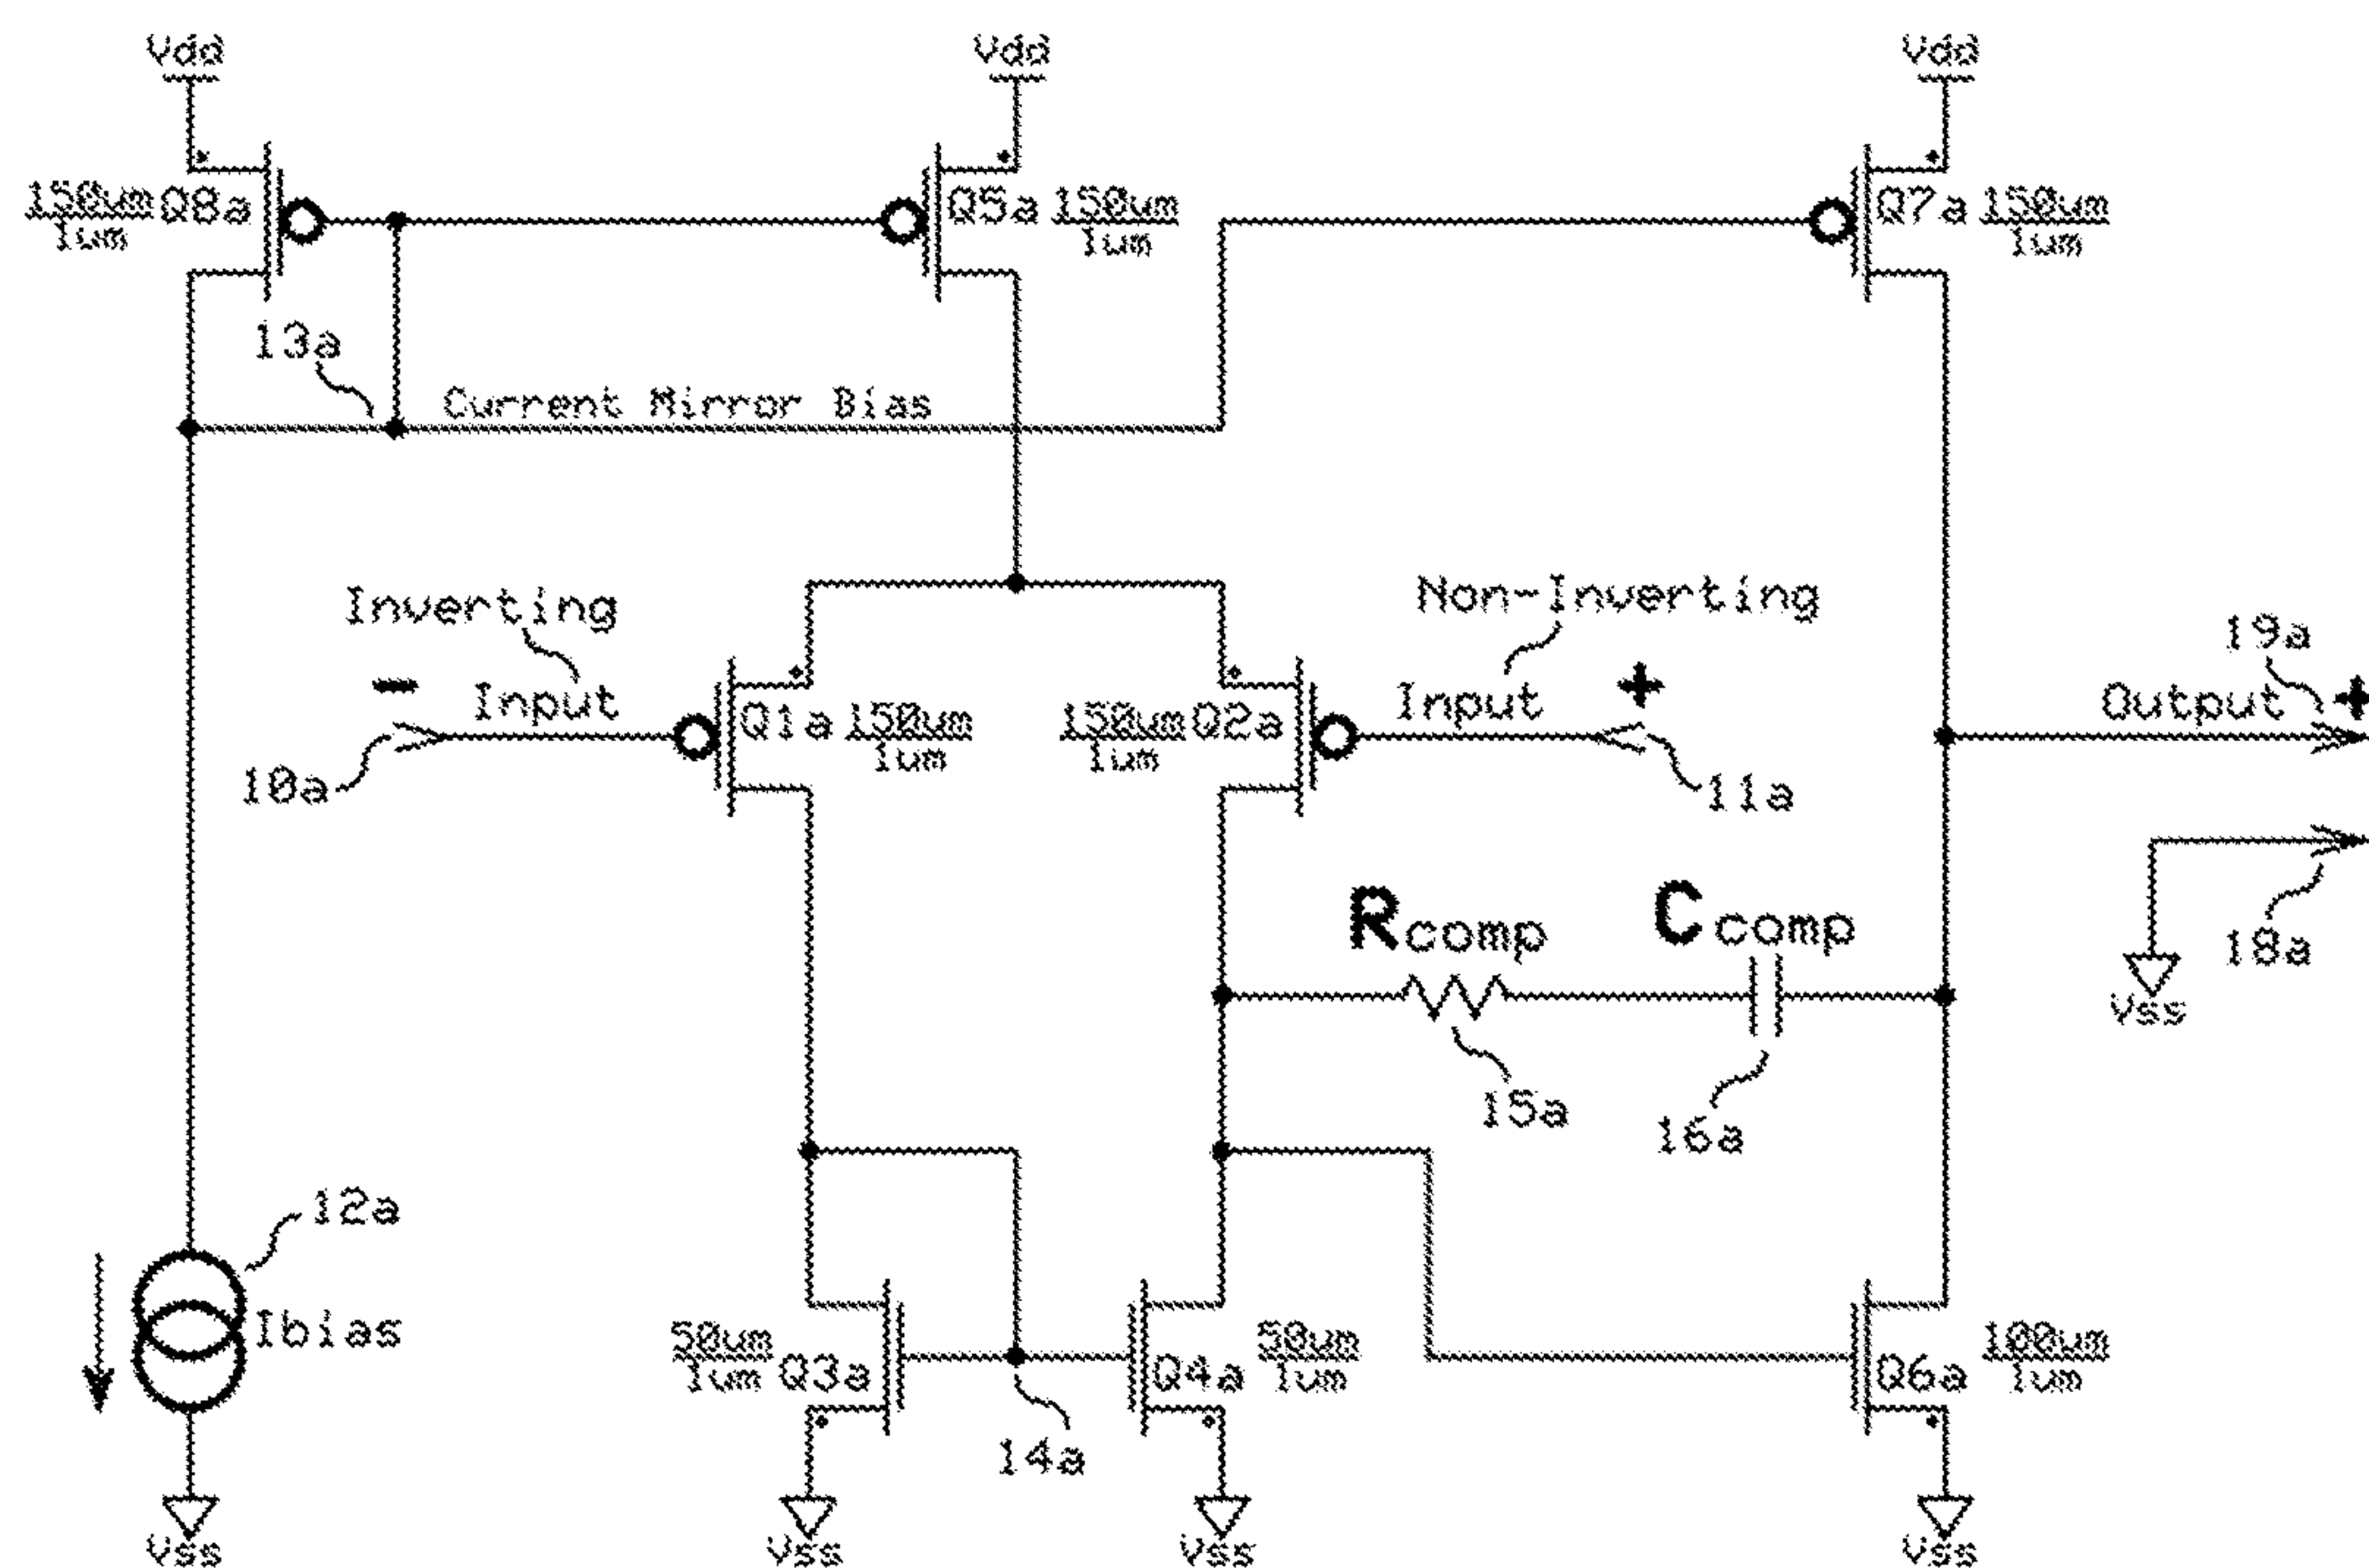 Vdd
Vdd
Vdd
150um
1um
Q8a
Q5a
150um
1um
Q7a
150um
1um
13a
Current Mirror Bias
Inverting
Non-Inverting
19a
-
Input
Input
+
Output
+
Q1a
150um
1um
150um
1um
Q2a
10a
11a
Rcomp
Ccomp
18a
Vss
15a
16a
12a
Ibias
50um
1um
Q3a
Q4a
50um
1um
Q6a
100um
1um
14a
Vss
Vss
Vss
Vss